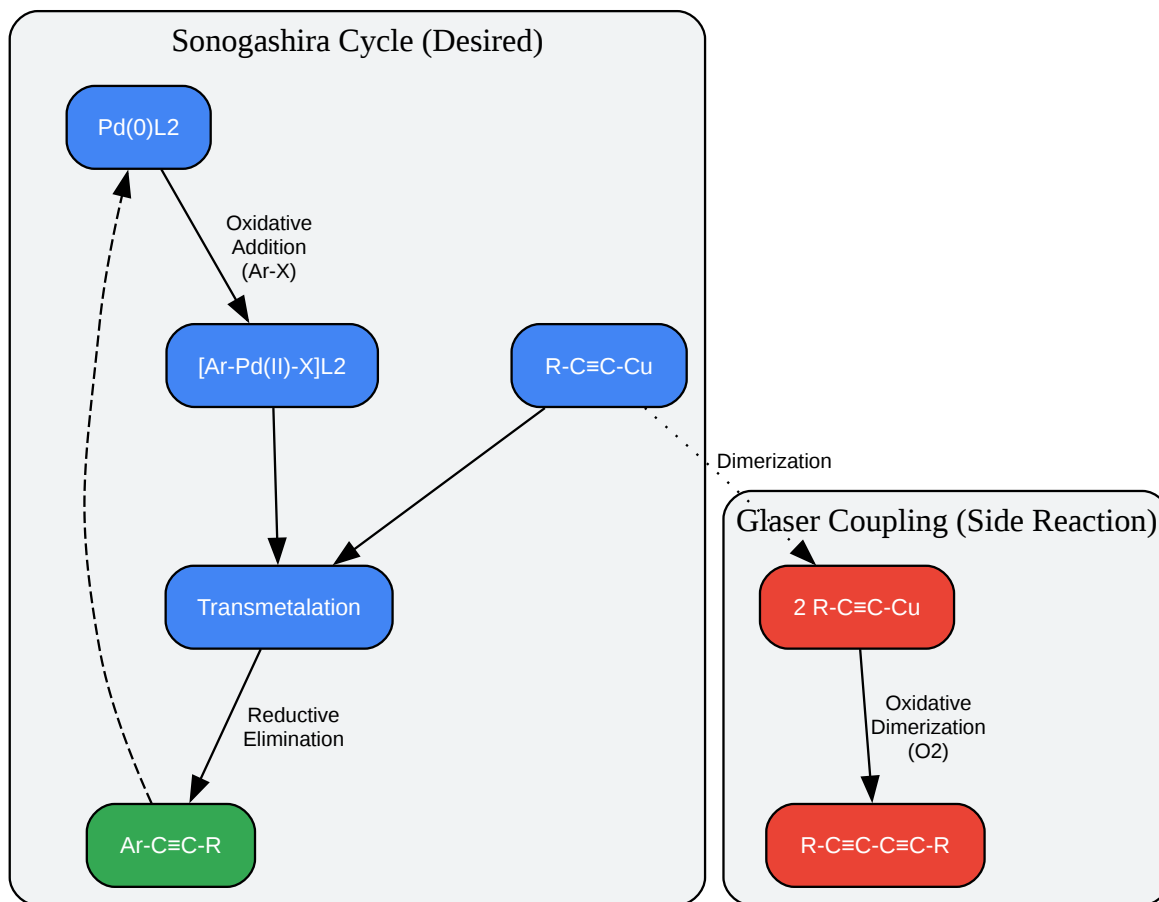 Sonogashira Cycle (Desired)
Pd(0)L2
Oxidative
Addition
(Ar-X)
[Ar-Pd(II)-X]L2
R-C≡C-Cu
Dimerization
Transmetalation
Reductive
Elimination
Ar-C≡C-R
Glaser Coupling (Side Reaction)
2 R-C≡C-Cu
Oxidative
Dimerization
(O2)
R-C≡C-C≡C-R